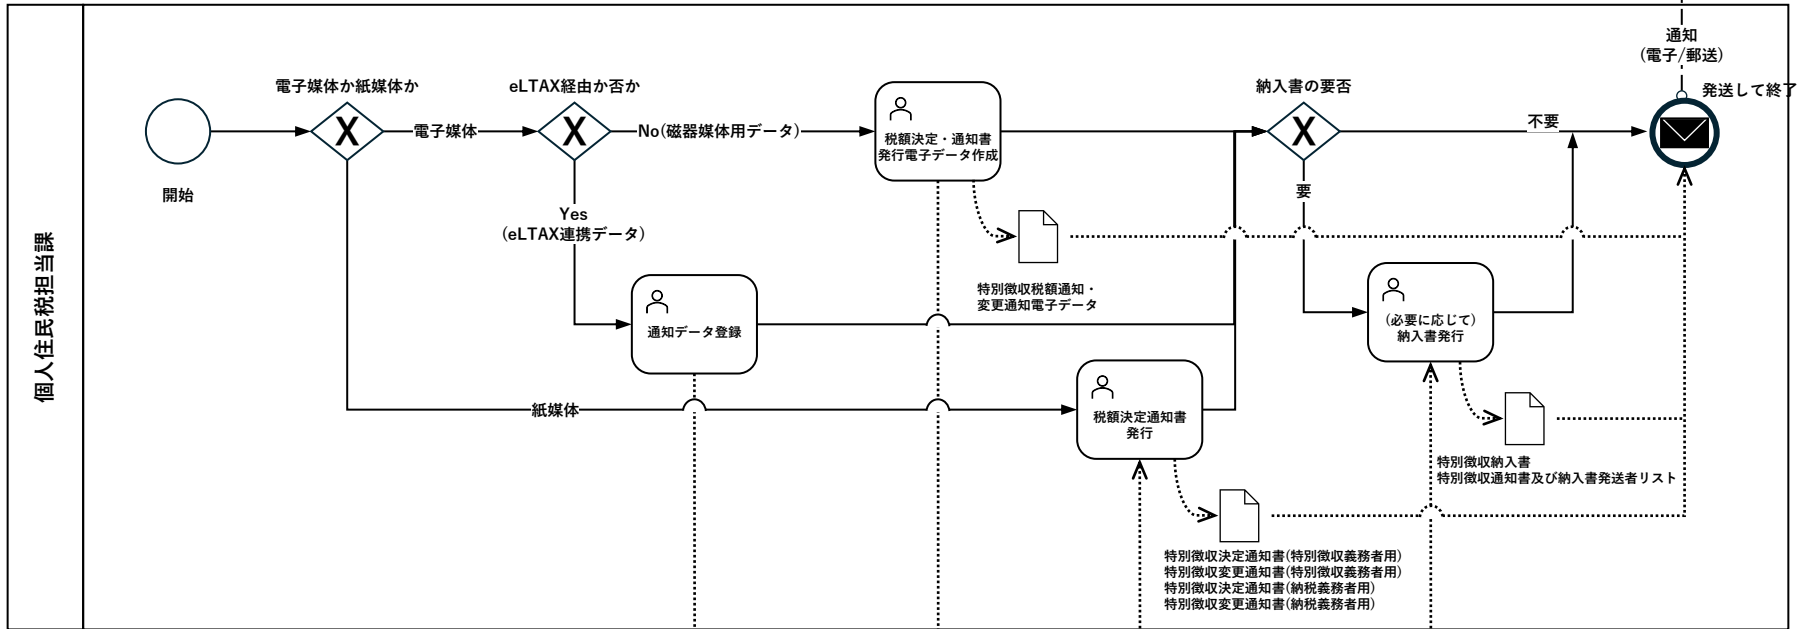 個人住民税担当課
開始
電子媒体か紙媒体か
電子媒体
紙媒体
eLTAX経由か否か
No(磁器媒体用データ)
Yes
(eLTAX連携データ)
通知データ登録
税額決定・通知書
発行電子データ作成
特別徴収税額通知・
変更通知電子データ
税額決定通知書
発行
特別徴収決定通知書(特別徴収義務者用)
特別徴収変更通知書(特別徴収義務者用)
特別徴収決定通知書(納税義務者用)
特別徴収変更通知書(納税義務者用)
納入書の要否
不要
要
(必要に応じて)
納入書発行
特別徴収納入書
特別徴収通知書及び納入書発送者リスト
通知
(電子/郵送)
発送して終了